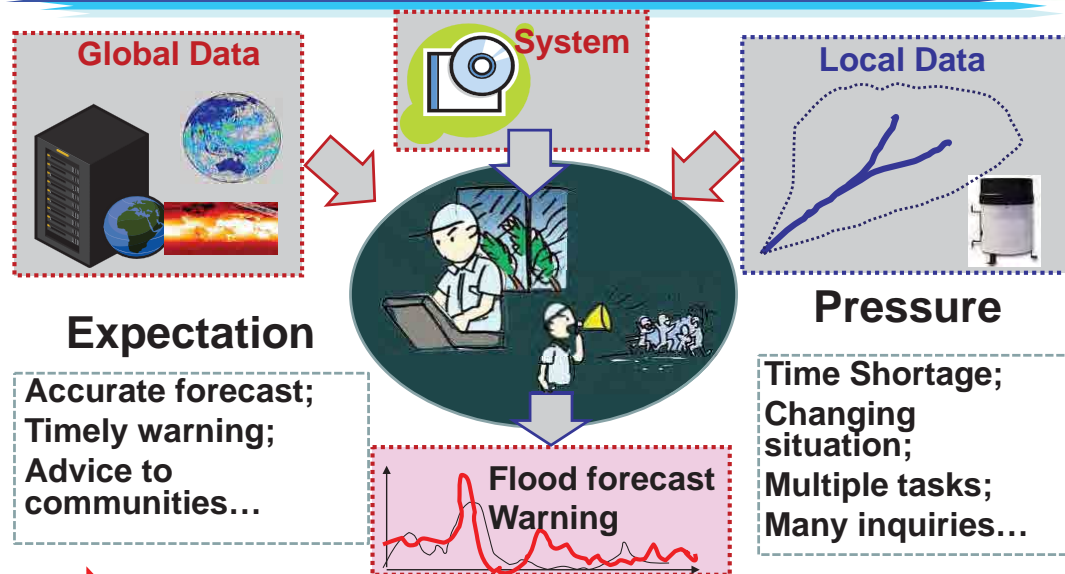 Global Data
System
Local Data
Expectation
Accurate forecast;
Timely warning;
Advice to
communities…
Pressure
Time Shortage;
Changing
situation;
Multiple tasks;
Many inquiries…
Flood forecast
Warning